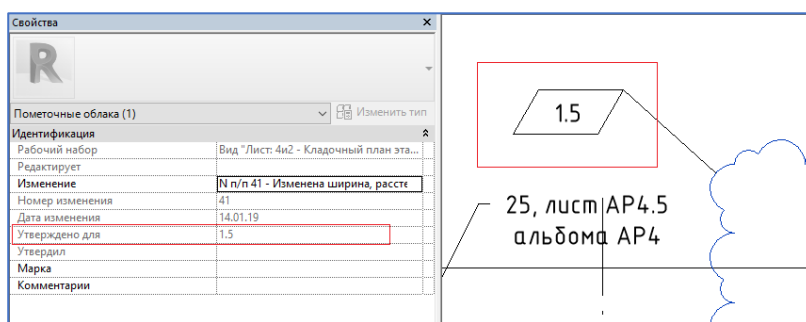 Свойства
R
Пометочные облака (1)
Изменить тип
Идентификация
Рабочий набор Вид "Лист: 4и2 - Кладочный план эта...
Редактирует
Изменение N п/п 41 - Изменена ширина, рассте
Номер изменения 41
Дата изменения 14.01.19
Утверждено для 1.5
Утвердил
Марка
Комментарии
1.5
25, лист АР4.5
альбома АР4